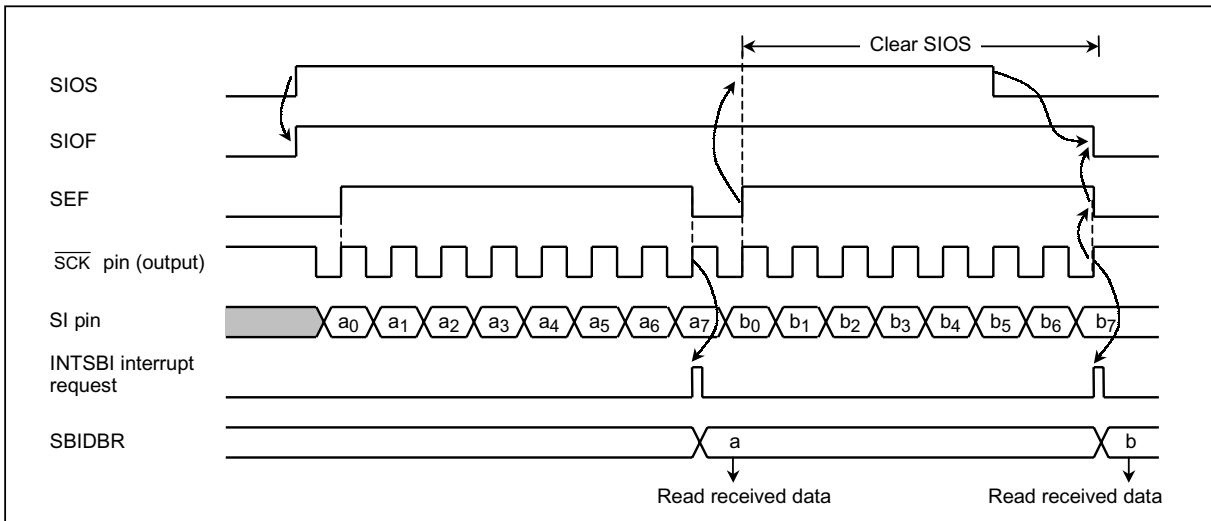 Clear SIOS
SIOS
SIOF
SEF
SCK pin (output)
SI pin
a0 a1 a2 a3 a4 a5 a6 a7 b0 b1 b2 b3 b4 b5 b6 b7
INTSBI interrupt
request
SBIDBR
a b
Read received data Read received data